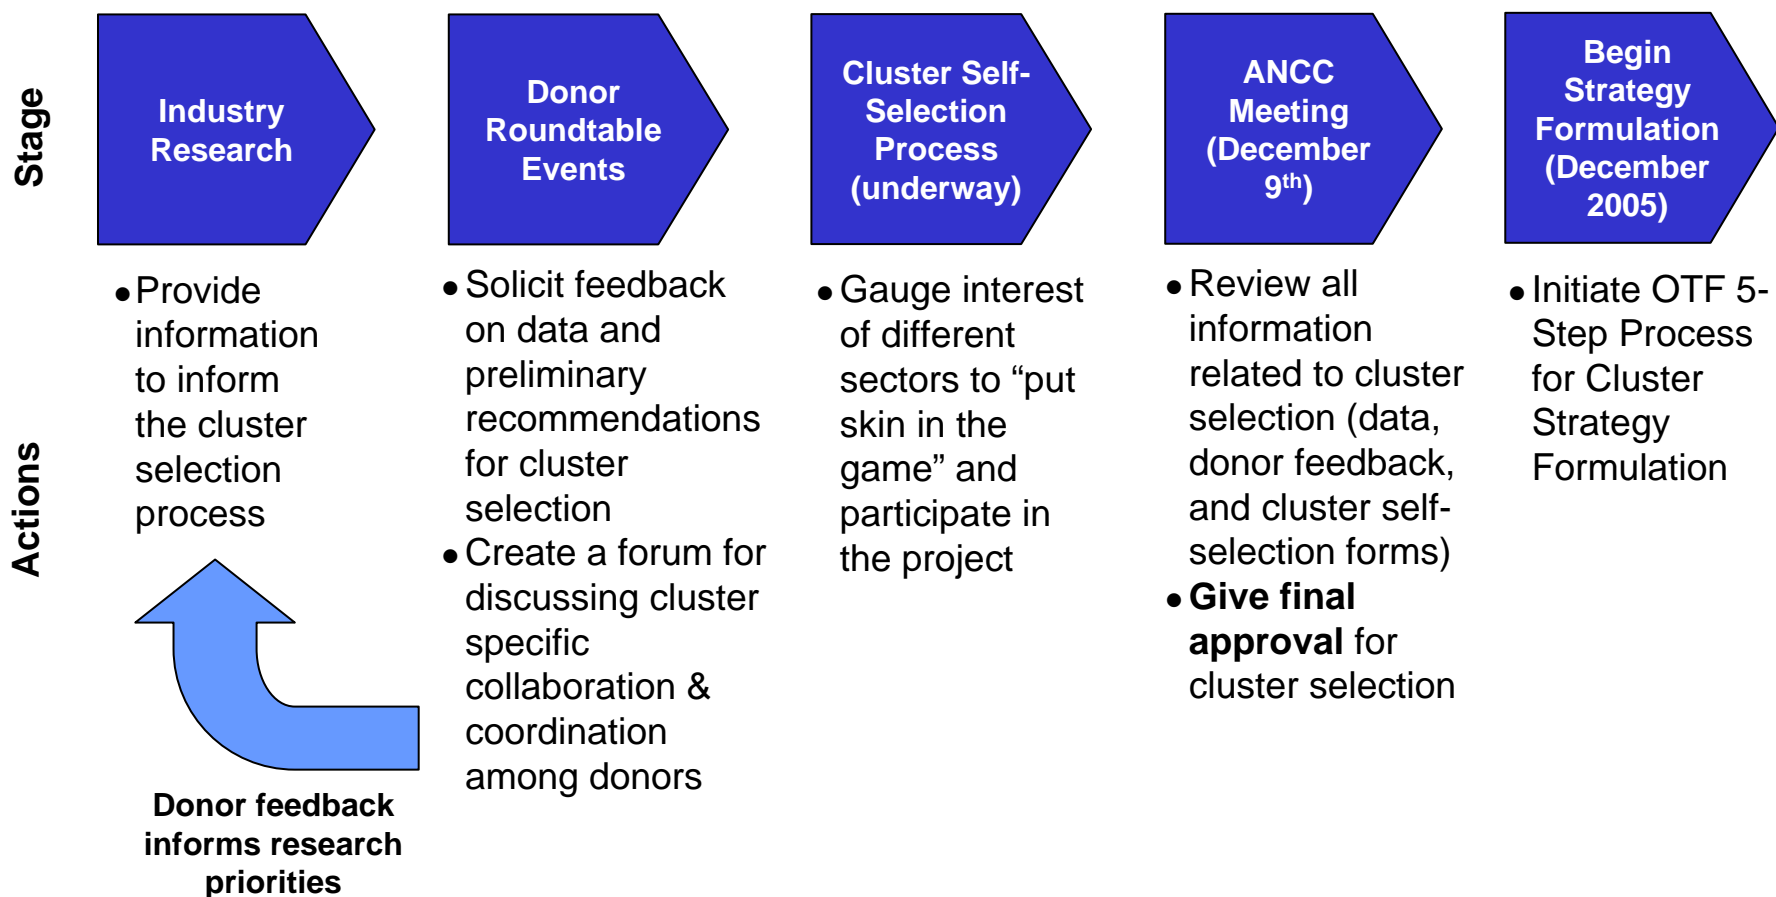 Stage
Industry
Research
Donor
Roundtable
Events
Cluster Self-
Selection
Process
(underway)
ANCC
Meeting
(December
9th)
Begin
Strategy
Formulation
(December
2005)
Actions
•Provide
information
to inform
the cluster
selection
process
•Solicit feedback
on data and
preliminary
recommendations
for cluster
selection
•Create a forum for
discussing cluster
specific
collaboration &
coordination
among donors
•Gauge interest
of different
sectors to “put
skin in the
game” and
participate in
the project
•Review all
information
related to cluster
selection (data,
donor feedback,
and cluster self-
selection forms)
•Give final
approval for
cluster selection
•Initiate OTF 5-
Step Process
for Cluster
Strategy
Formulation
Donor feedback
informs research
priorities